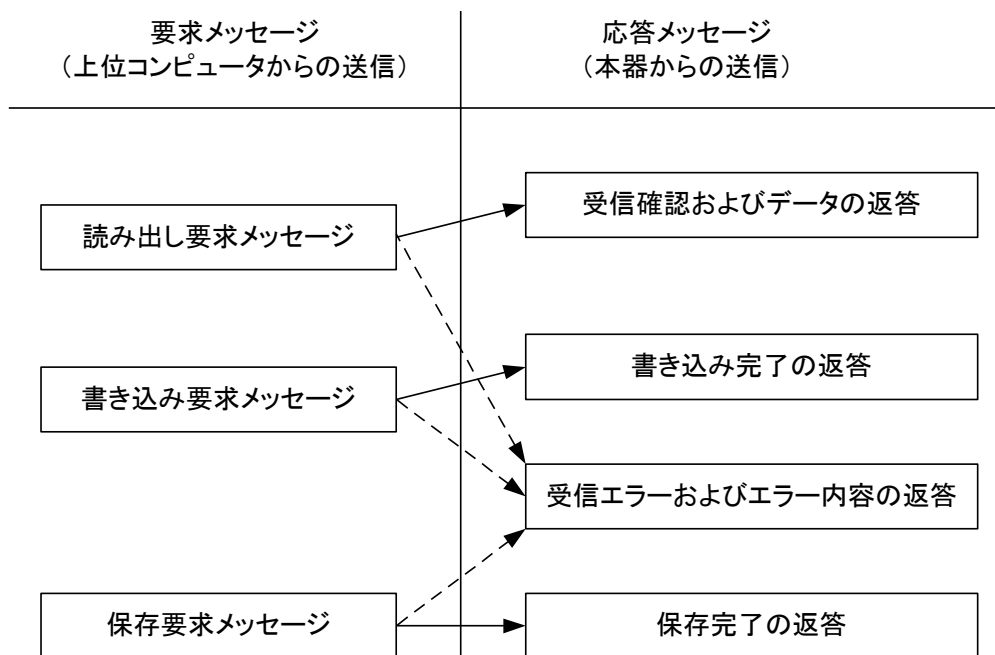 要求メッセージ
（上位コンピュータからの送信）
応答メッセージ
（本器からの送信）
読み出し要求メッセージ
受信確認およびデータの返答
書き込み要求メッセージ
書き込み完了の返答
受信エラーおよびエラー内容の返答
保存要求メッセージ
保存完了の返答